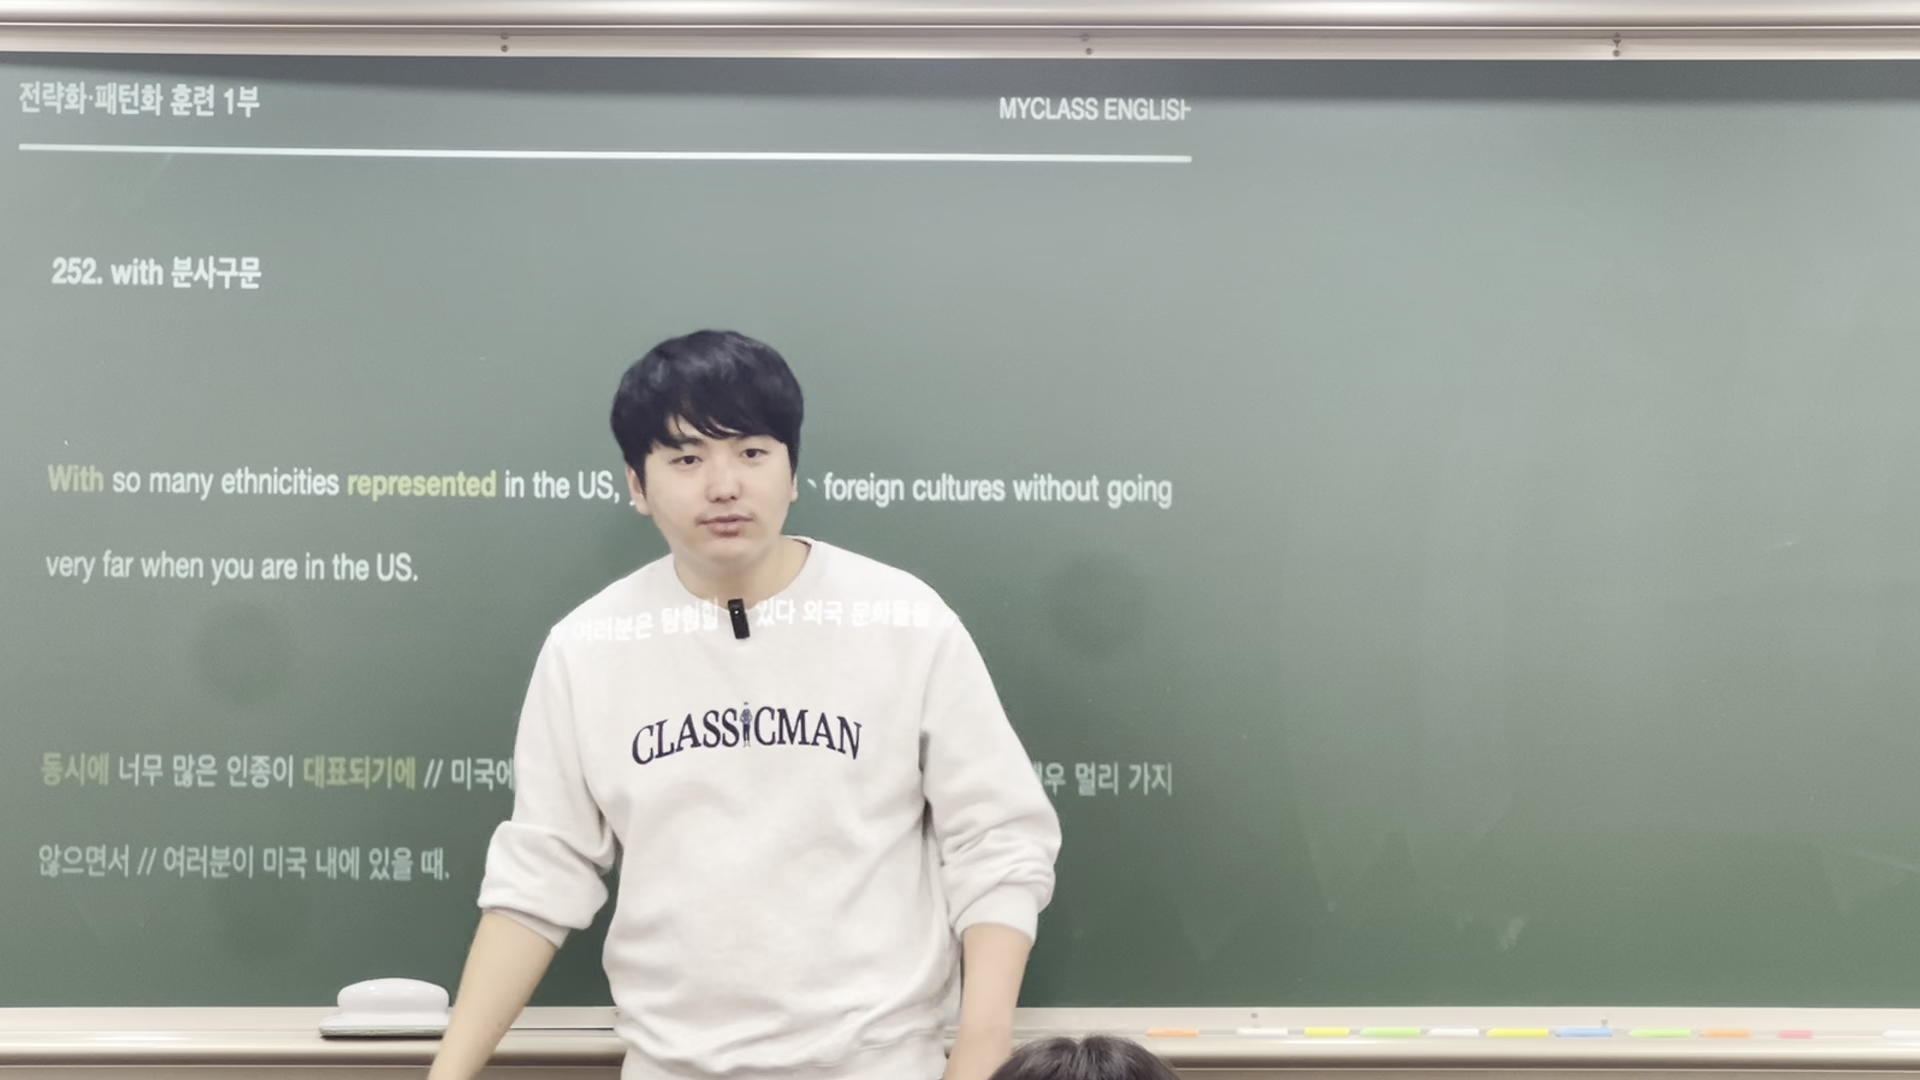 전략화·패턴화 훈련 1부
MYCLASS ENGLISH
252. with 분사구문
With so many ethnicities represented in the US, foreign cultures without going
very far when you are in the US.
여러분은 탐험할 있다 외국 문화들을 //
CLASSICMAN
동시에 너무 많은 인종이 대표되기에 // 미국에 멀리 가지
않으면서 // 여러분이 미국 내에 있을 때.